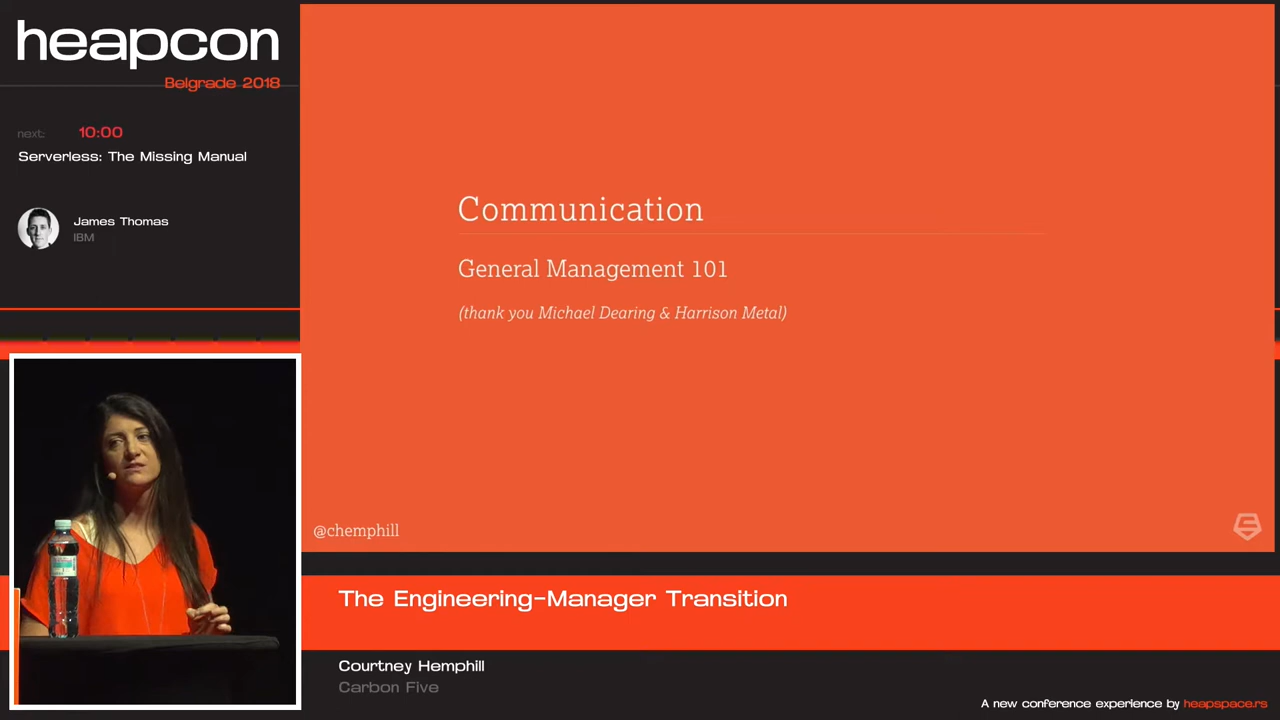 heapcon
Belgrade 2018
next: 10:00
Serverless: The Missing Manual
James Thomas
IBM
Communication
General Management 101
(thank you Michael Dearing & Harrison Metal)
@chemphill
The Engineering-Manager Transition
Courtney Hemphill
Carbon Five
A new conference experience by heapspace.rs